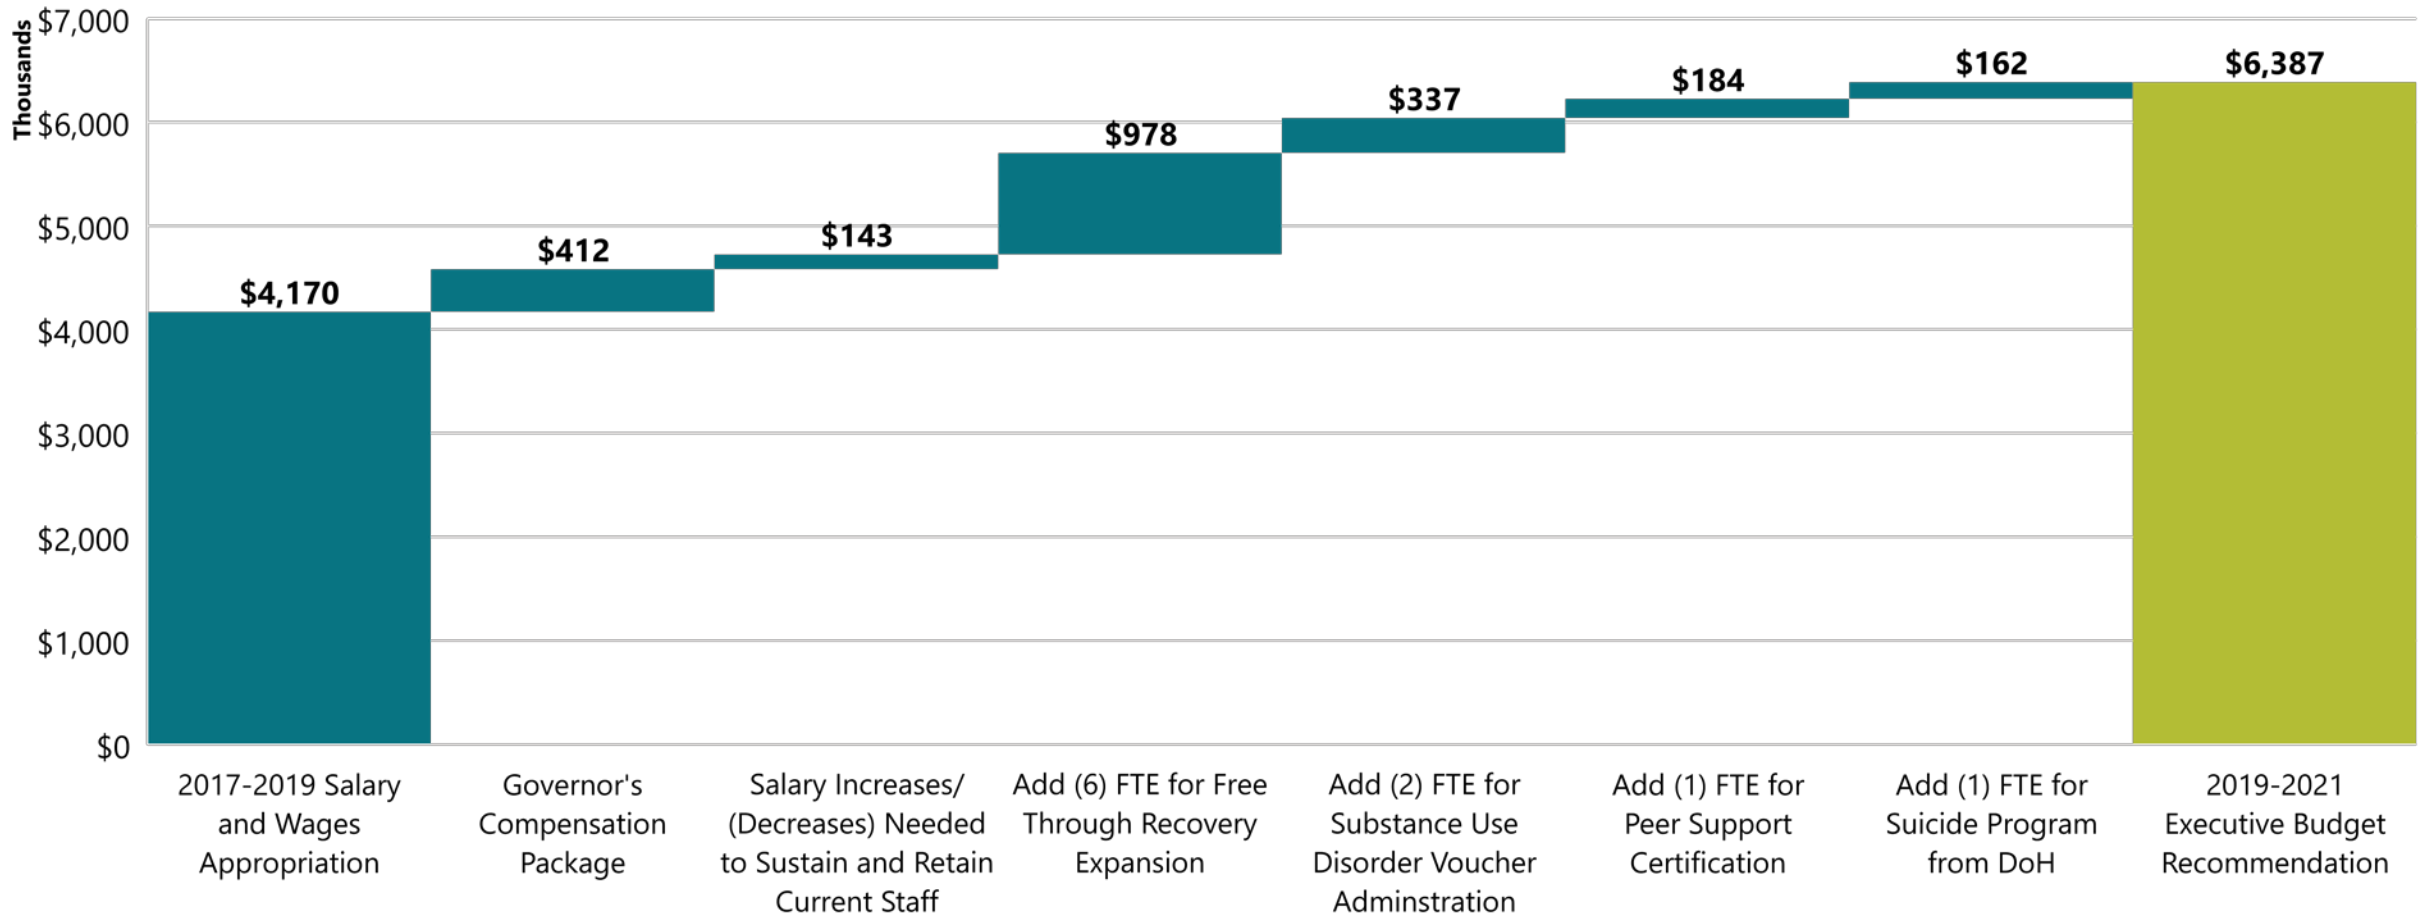 Thousands
$7,000
$6,000
$5,000
$4,000
$3,000
$2,000
$1,000
$0
$4,170
$412
$143
$978
$337
$184
$162
$6,387
2017-2019 Salary
and Wages
Appropriation
Governor's
Compensation
Package
Salary Increases/
(Decreases) Needed
to Sustain and Retain
Current Staff
Add (6) FTE for Free
Through Recovery
Expansion
Add (2) FTE for
Substance Use
Disorder Voucher
Adminstration
Add (1) FTE for
Peer Support
Certification
Add (1) FTE for
Suicide Program
from DoH
2019-2021
Executive Budget
Recommendation